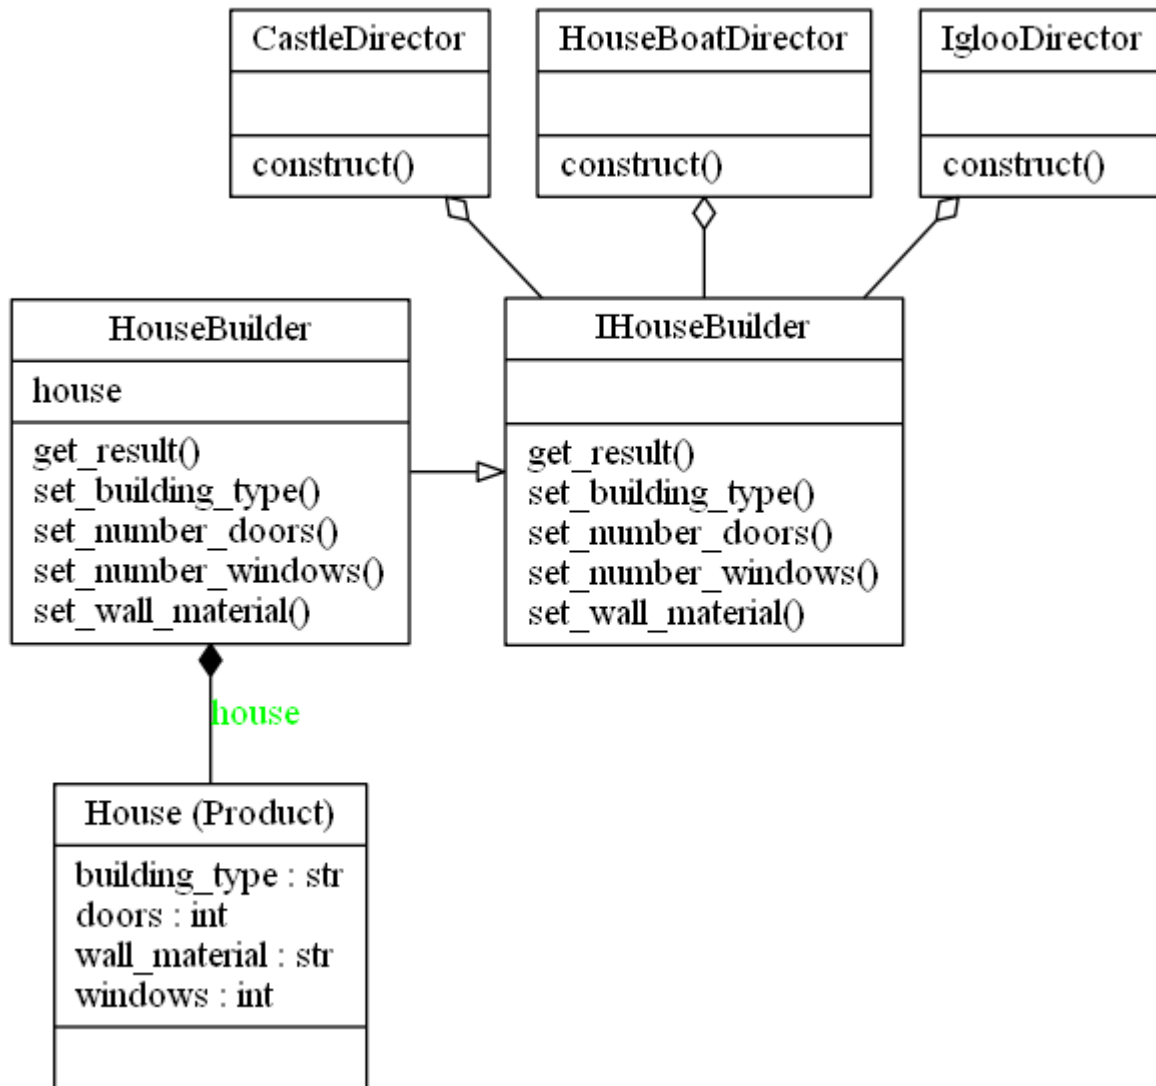 CastleDirector
construct()
HouseBoatDirector
construct()
IglooDirector
construct()
HouseBuilder
house
get_result()
set_building_type()
set_number_doors()
set_number_windows()
set_wall_material()
IHouseBuilder
get_result()
set_building_type()
set_number_doors()
set_number_windows()
set_wall_material()
house
House (Product)
building_type : str
doors : int
wall_material : str
windows : int